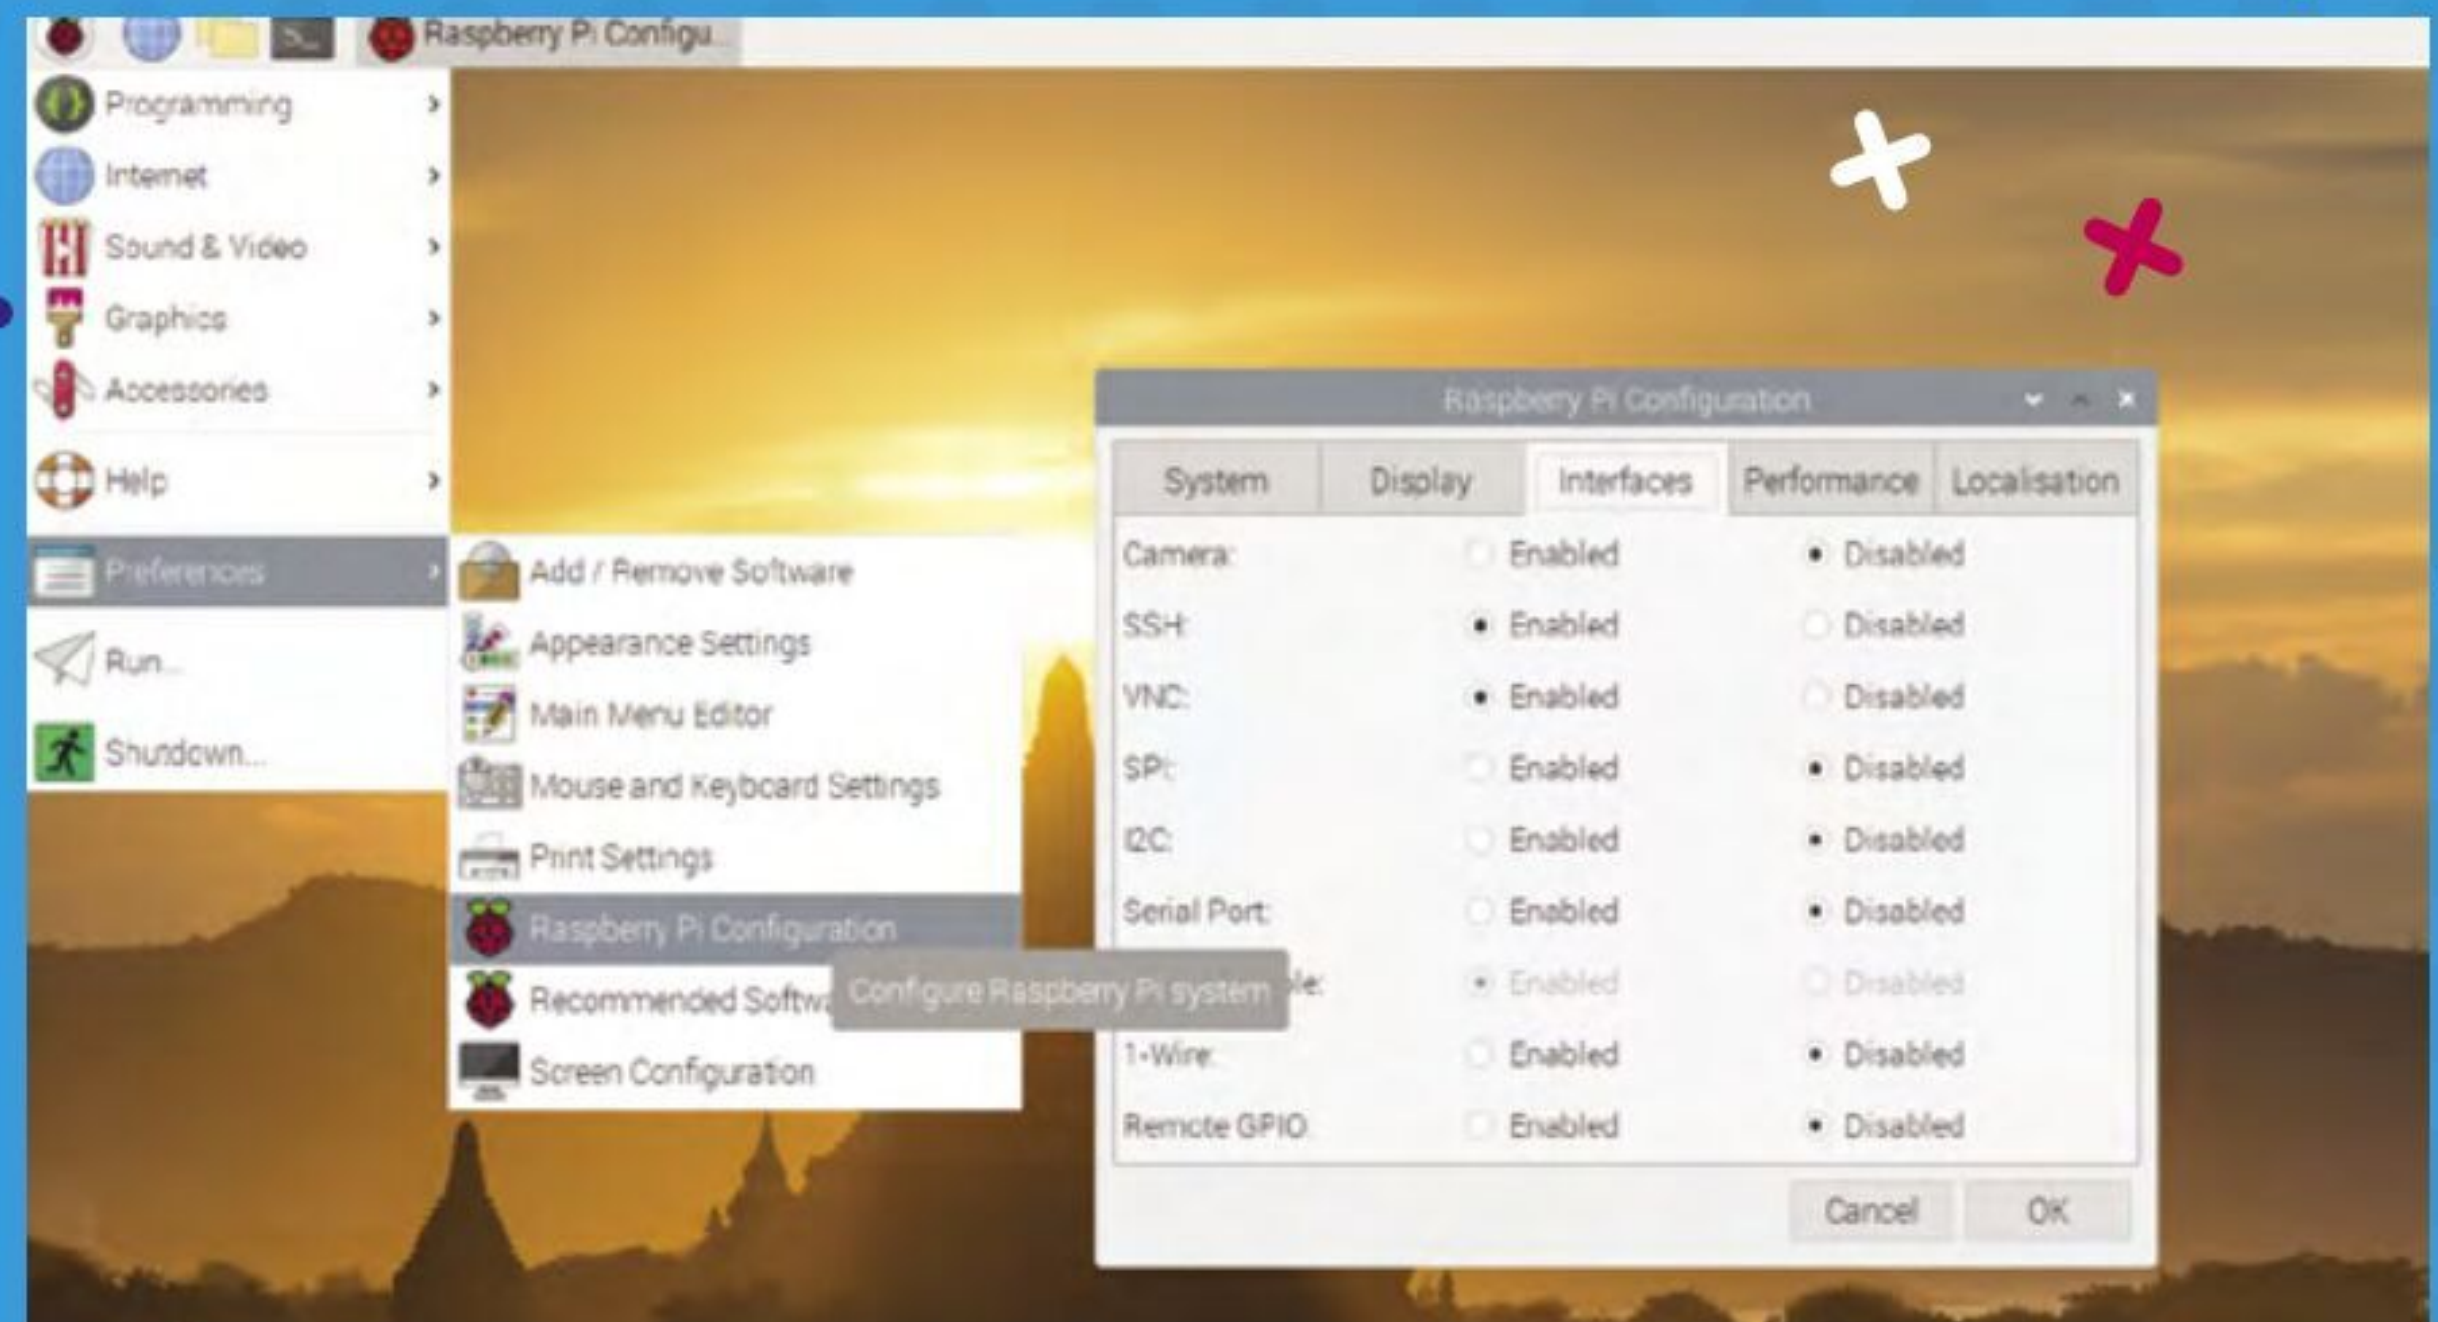 Raspberry Pi Configu...
Programming
Internet
Sound & Video
Graphics
Accessories
Help
Preferences
Run...
Shutdown...
Add / Remove Software
Appearance Settings
Main Menu Editor
Mouse and Keyboard Settings
Print Settings
Raspberry Pi Configuration
Recommended Softwa
Configure Raspberry Pi system
Screen Configuration
Raspberry Pi Configuration
System Display Interfaces Performance Localisation
Camera: Enabled Disabled
SSH: Enabled Disabled
VNC: Enabled Disabled
SPI: Enabled Disabled
I2C: Enabled Disabled
Serial Port: Enabled Disabled
le: Enabled Disabled
1-Wire: Enabled Disabled
Remote GPIO: Enabled Disabled
Cancel OK